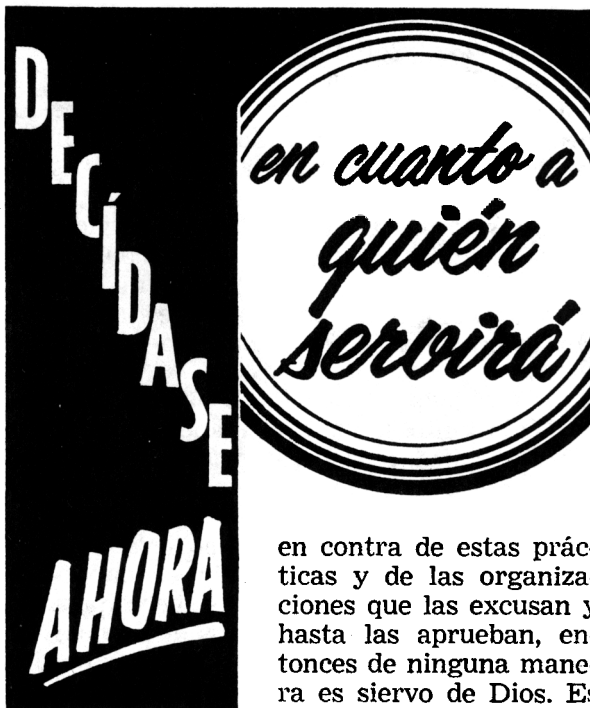 DECÍDASE
AHORA
en cuanto a
quién
servirá
en contra de estas prác-
ticas y de las organiza-
ciones que las excusan y
hasta las aprueban, en-
tonces de ninguna mane-
ra es siervo de Dios. Es